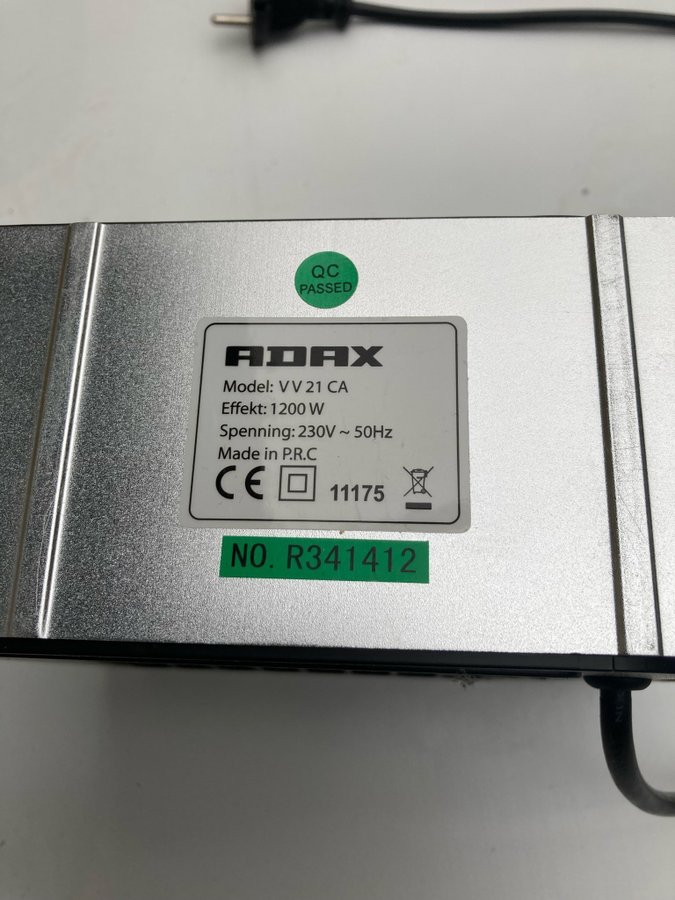 QC
PASSED
ADAX
Model: V V 21 CA
Effekt: 1200 W
Spenning: 230V ~ 50Hz
Made in P.R.C
CE 11175
NO. R341412